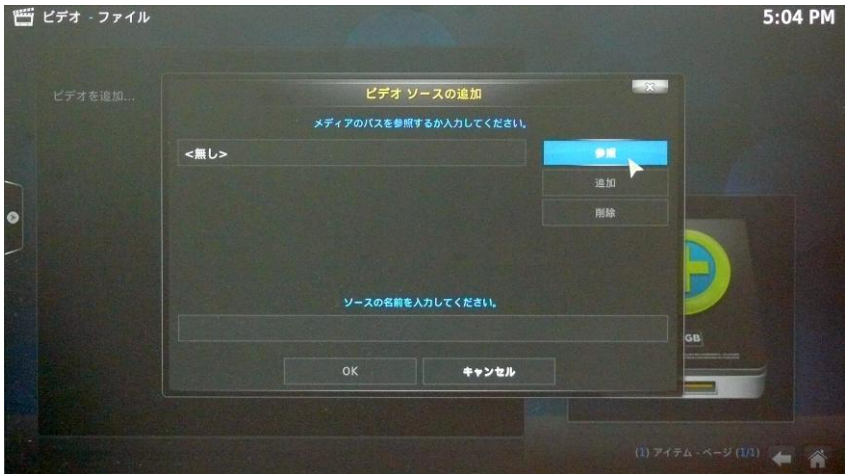 ビデオ - ファイル
5:04 PM
ビデオを追加...
ビデオ ソースの追加
メディアのパスを参照するか入力してください。
<無し>
参照
追加
削除
ソースの名前を入力してください。
GB
OK
キャンセル
(1) アイテム - ページ (1/1)